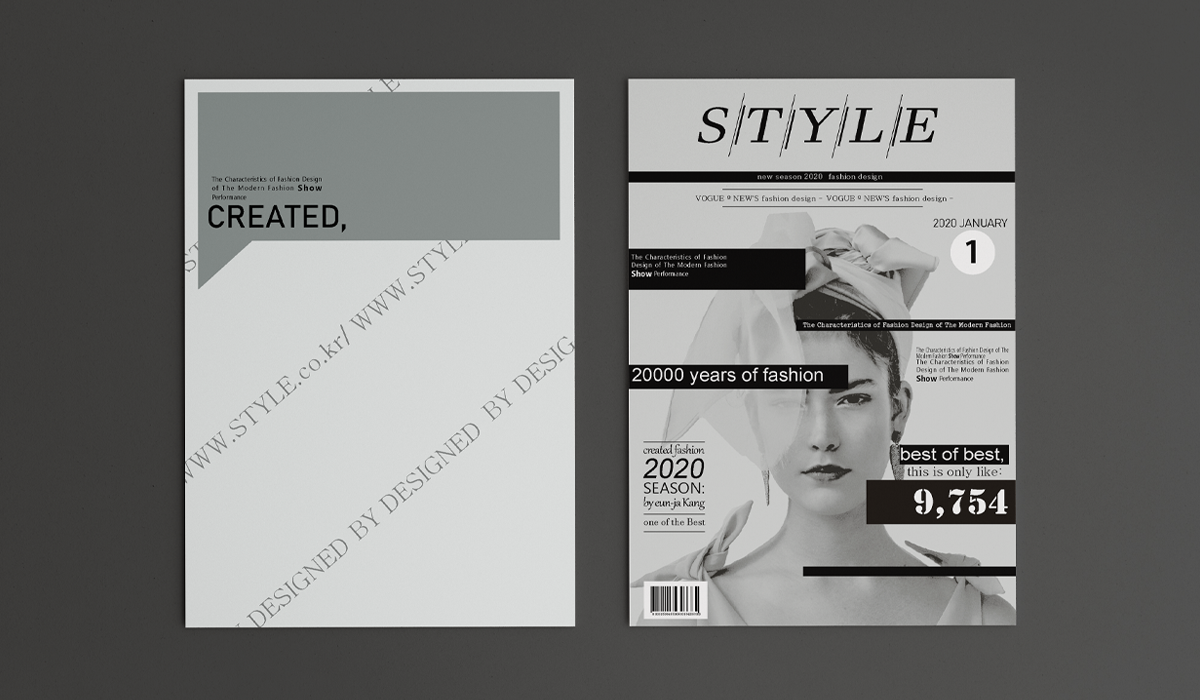 STYLE
The Characteristics of Fashion Design
of The Modern Fashion Show
Performance
CREATED,
ST
WWW.STYLE.co.kr/ WWW.STYL
DESIGNED BY DESIGNED BY DESIG
S/T/Y/L/E
new season 2020 fashion design
VOGUE a NEW'S fashion design - VOGUE a NEW'S fashion design -
2020 JANUARY
1
The Characteristics of Fashion
Design of The Modern Fashion
Show Performance
The Characteristics of Fashion Design of The Modern Fashion
The Characteristics of Fashion Design of The
Modern Fashion Show Performance
The Characteristics of Fashion
Design of The Modern Fashion
Show Performance
20000 years of fashion
created fashion
2020
SEASON:
by eun-ja Kang
one of the Best
best of best,
this is only like:
9,754